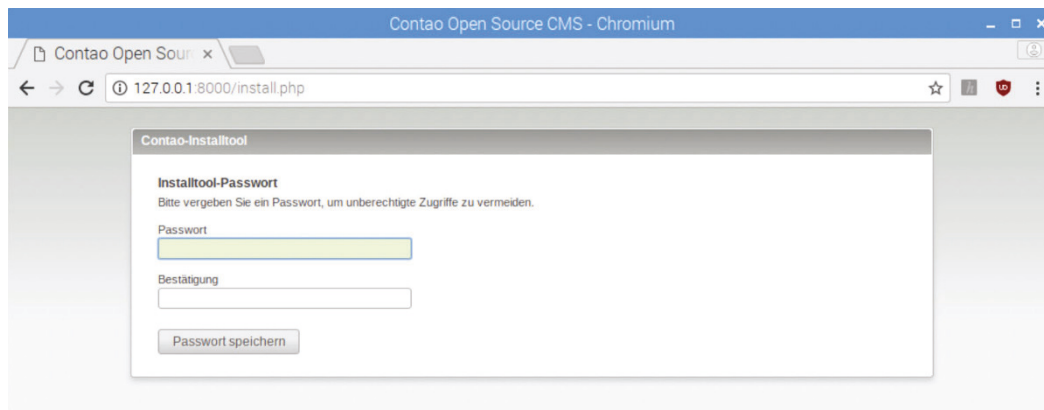 Contao Open Source CMS - Chromium
Contao Open Sour
127.0.0.1:8000/install.php
Contao-Installtool
Installtool-Passwort
Bitte vergeben Sie ein Passwort, um unberechtigte Zugriffe zu vermeiden.
Passwort
Bestätigung
Passwort speichern